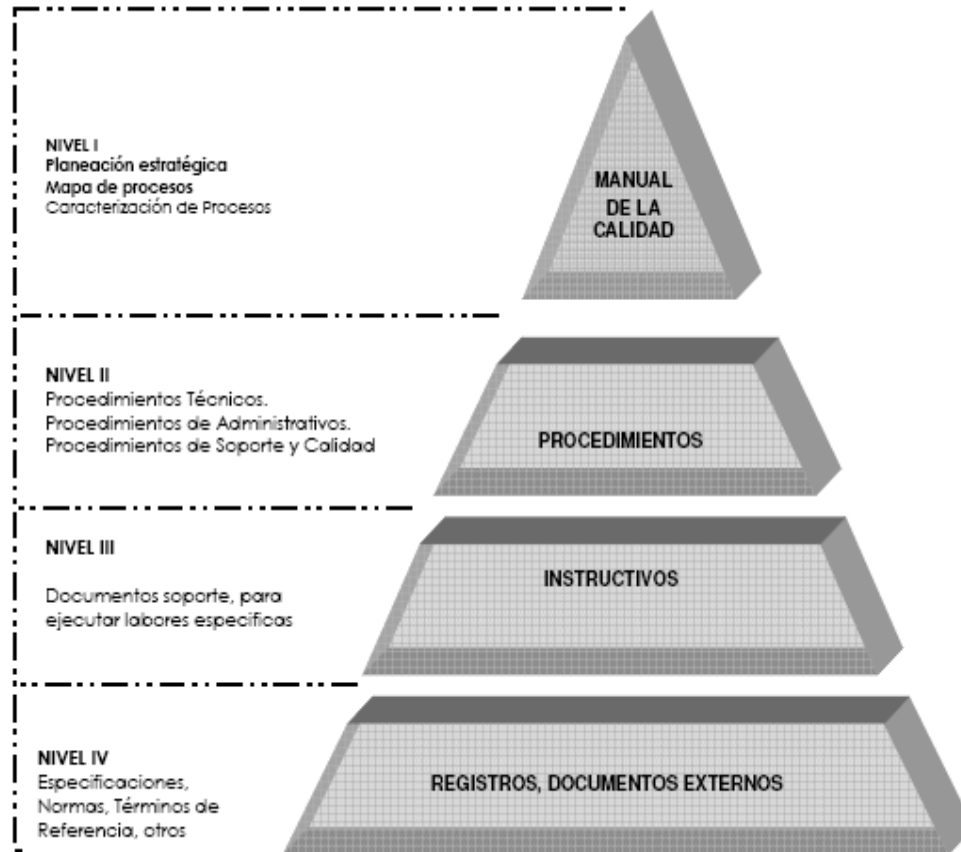 NIVEL I
Planeación estratégica
Mapa de procesos
Caracterización de Procesos
MANUAL
DE LA
CALIDAD
NIVEL II
Procedimientos Técnicos.
Procedimientos de Administrativos.
Procedimientos de Soporte y Calidad
PROCEDIMIENTOS
NIVEL III
Documentos soporte, para
ejecutar labores especificas
INSTRUCTIVOS
NIVEL IV
Especificaciones,
Normas, Términos de
Referencia, otros
REGISTROS, DOCUMENTOS EXTERNOS